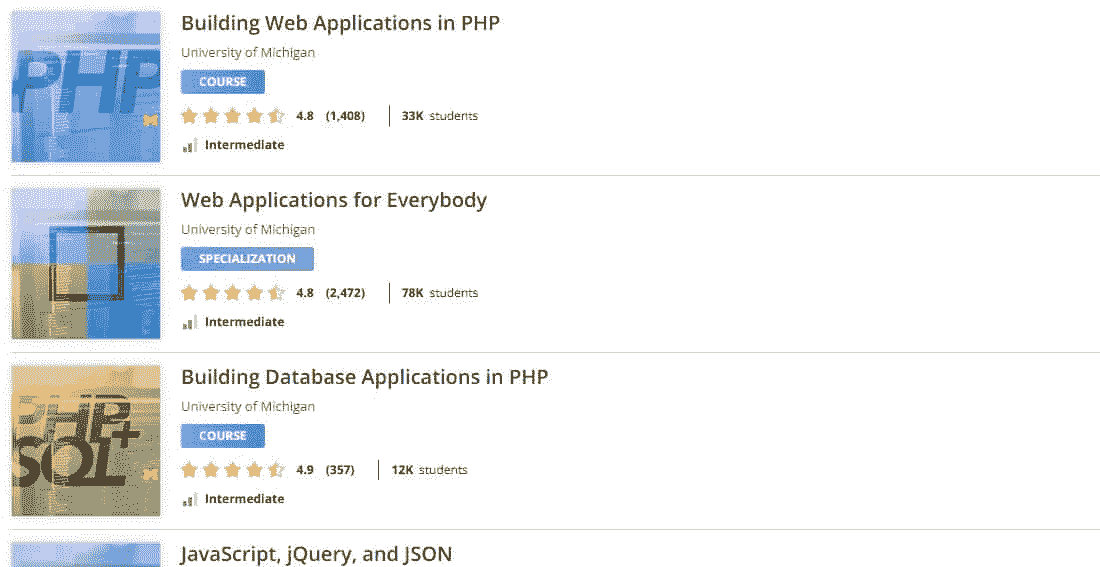 PHP
Building Web Applications in PHP
University of Michigan
COURSE
4.8 (1,408) 33K students
Intermediate
Web Applications for Everybody
University of Michigan
SPECIALIZATION
4.8 (2,472) 78K students
Intermediate
PHP
SQL+
Building Database Applications in PHP
University of Michigan
COURSE
4.9 (357) 12K students
Intermediate
JavaScript, jQuery, and JSON